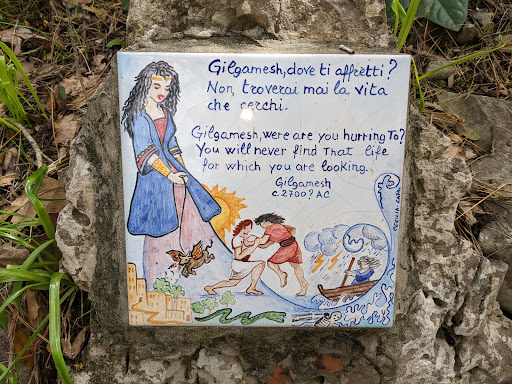 Gilgamesh, dove ti affretti?
Non, troverai mai la vita
che cerchi.
Gilgamesh, were are you hurring To?
You will never find That life
for which you are looking.
Gilgamesh
c.2700? AC